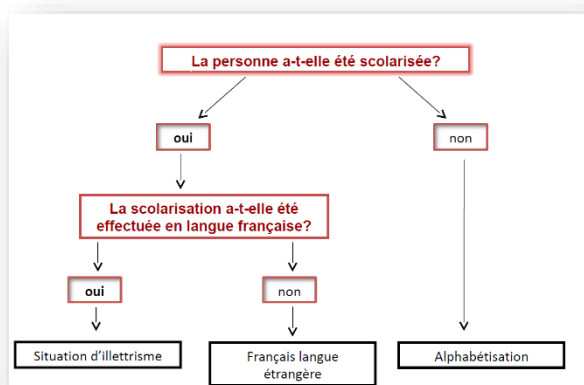 La personne a-t-elle été scolarisée?
oui
non
La scolarisation a-t-elle été
effectuée en langue française?
oui
non
Situation d'illettrisme
Français langue
étrangère
Alphabétisation